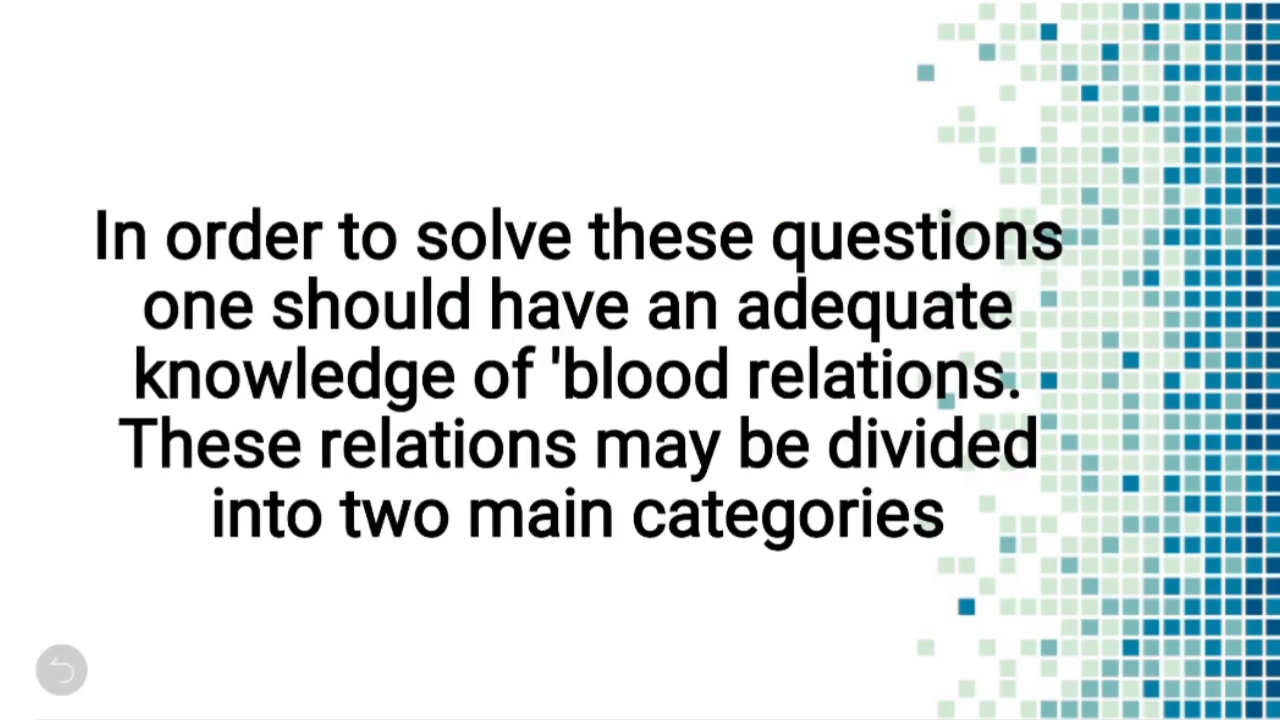 In order to solve these questions
one should have an adequate
knowledge of 'blood relations.
These relations may be divided
into two main categories